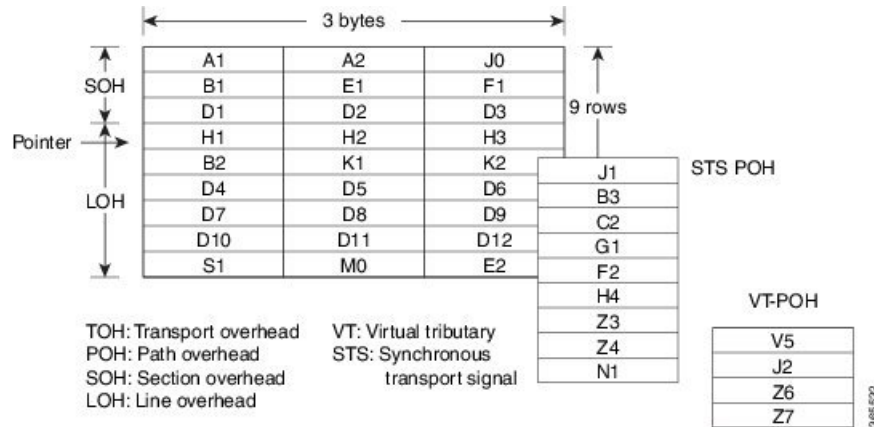 3 bytes
A1 A2 J0
SOH B1 E1 F1
D1 D2 D3 9 rows
Pointer H1 H2 H3
B2 K1 K2
J1 STS POH
LOH D4 D5 D6
B3
D7 D8 D9
C2
D10 D11 D12
G1
S1 M0 E2
F2
H4
VT-POH
TOH: Transport overhead VT: Virtual tributary
Z3
POH: Path overhead STS: Synchronous
V5
Z4
SOH: Section overhead transport signal
J2
N1
LOH: Line overhead
Z6
Z7